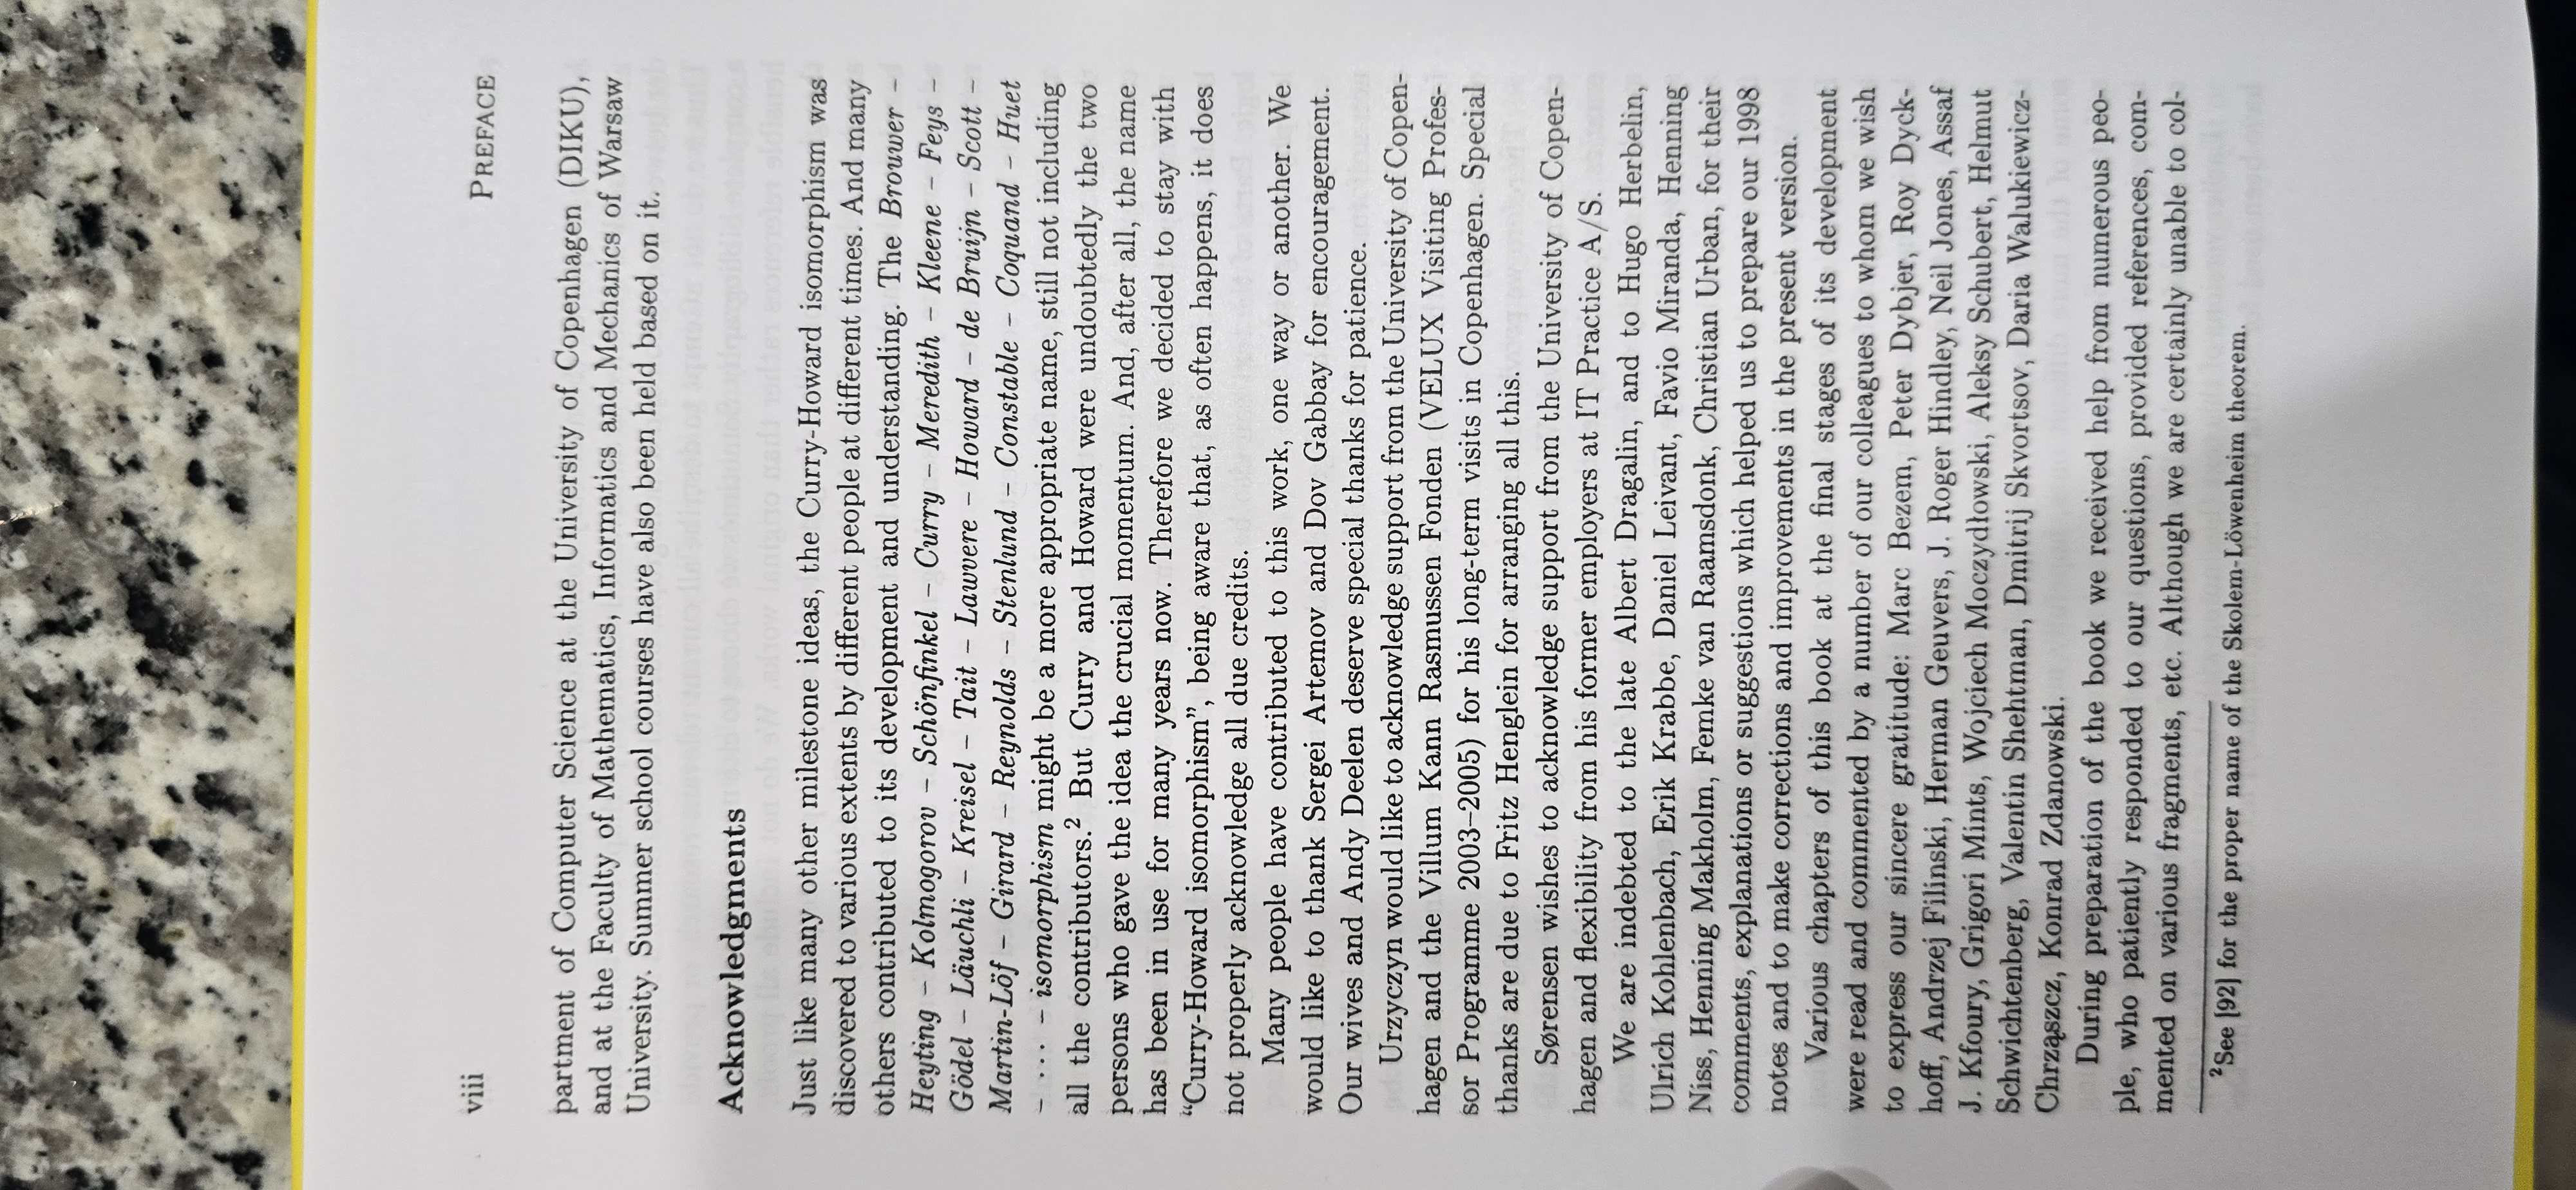 viii PREFACE
partment of Computer Science at the University of Copenhagen (DIKU),
and at the Faculty of Mathematics, Informatics and Mechanics of Warsaw
University. Summer school courses have also been held based on it.
Acknowledgments
Just like many other milestone ideas, the Curry-Howard isomorphism was
discovered to various extents by different people at different times. And many
others contributed to its development and understanding. The Brouwer –
Heyting – Kolmogorov – Schönfinkel – Curry – Meredith – Kleene – Feys –
Gödel – Läuchli – Kreisel – Tait – Lawvere – Howard – de Bruijn – Scott –
Martin-Löf – Girard – Reynolds – Stenlund – Constable – Coquand – Huet
– ··· – isomorphism might be a more appropriate name, still not including
all the contributors.² But Curry and Howard were undoubtedly the two
persons who gave the idea the crucial momentum. And, after all, the name
has been in use for many years now. Therefore we decided to stay with
“Curry-Howard isomorphism”, being aware that, as often happens, it does
not properly acknowledge all due credits.
Many people have contributed to this work, one way or another. We
would like to thank Sergei Artemov and Dov Gabbay for encouragement.
Our wives and Andy Deelen deserve special thanks for patience.
Urzyczyn would like to acknowledge support from the University of Copen-
hagen and the Villum Kann Rasmussen Fonden (VELUX Visiting Profes-
sor Programme 2003–2005) for his long-term visits in Copenhagen. Special
thanks are due to Fritz Henglein for arranging all this.
Sørensen wishes to acknowledge support from the University of Copen-
hagen and flexibility from his former employers at IT Practice A/S.
We are indebted to the late Albert Dragalin, and to Hugo Herbelin,
Ulrich Kohlenbach, Erik Krabbe, Daniel Leivant, Favio Miranda, Henning
Niss, Henning Makholm, Femke van Raamsdonk, Christian Urban, for their
comments, explanations or suggestions which helped us to prepare our 1998
notes and to make corrections and improvements in the present version.
Various chapters of this book at the final stages of its development
were read and commented by a number of our colleagues to whom we wish
to express our sincere gratitude: Marc Bezem, Peter Dybjer, Roy Dyck-
hoff, Andrzej Filinski, Herman Geuvers, J. Roger Hindley, Neil Jones, Assaf
J. Kfoury, Grigori Mints, Wojciech Moczydłowski, Aleksy Schubert, Helmut
Schwichtenberg, Valentin Shehtman, Dmitrij Skvortsov, Daria Walukiewicz-
Chrząszcz, Konrad Zdanowski.
During preparation of the book we received help from numerous peo-
ple, who patiently responded to our questions, provided references, com-
mented on various fragments, etc. Although we are certainly unable to col-
²See [92] for the proper name of the Skolem-Löwenheim theorem.